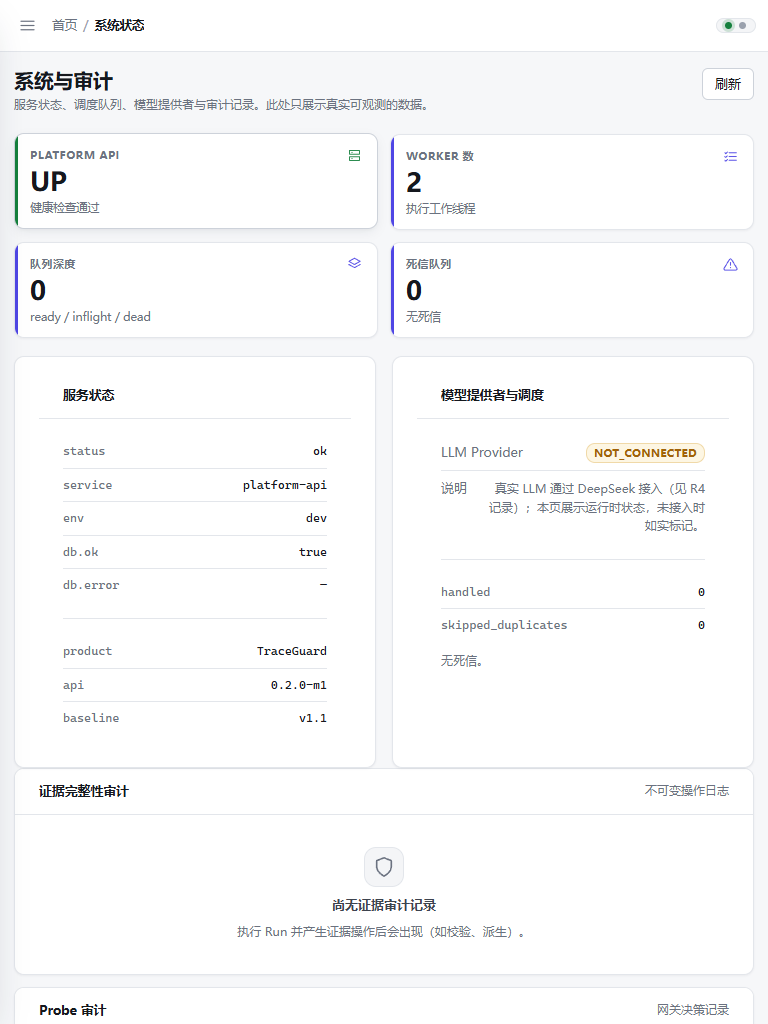 首页 / 系统状态
系统与审计
服务状态、调度队列、模型提供者与审计记录。此处只展示真实可观测的数据。
刷新
PLATFORM API
UP
健康检查通过
WORKER 数
2
执行工作线程
队列深度
0
ready / inflight / dead
死信队列
0
无死信
服务状态
status ok
service platform-api
env dev
db.ok true
db.error —
product TraceGuard
api 0.2.0-m1
baseline v1.1
模型提供者与调度
LLM Provider NOT_CONNECTED
说明 真实 LLM 通过 DeepSeek 接入（见 R4
记录）；本页展示运行时状态，未接入时
如实标记。
handled 0
skipped_duplicates 0
无死信。
证据完整性审计 不可变操作日志
尚无证据审计记录
执行 Run 并产生证据操作后会出现（如校验、派生）。
Probe 审计 网关决策记录